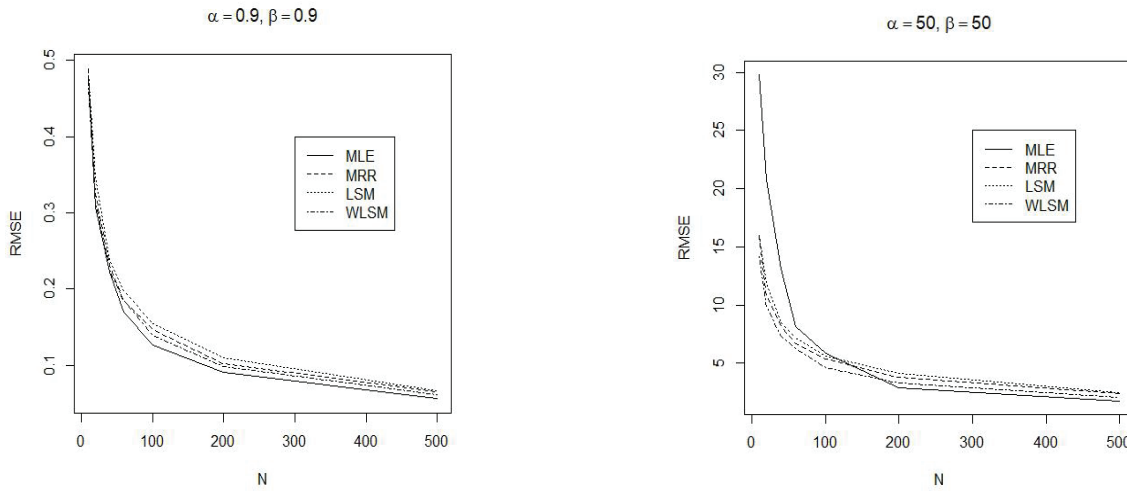 α = 0.9, β = 0.9
RMSE
0.5
0.4
0.3
0.2
0.1
MLE
MRR
LSM
WLSM
0 100 200 300 400 500
N
α = 50, β = 50
RMSE
30
25
20
15
10
5
MLE
MRR
LSM
WLSM
0 100 200 300 400 500
N